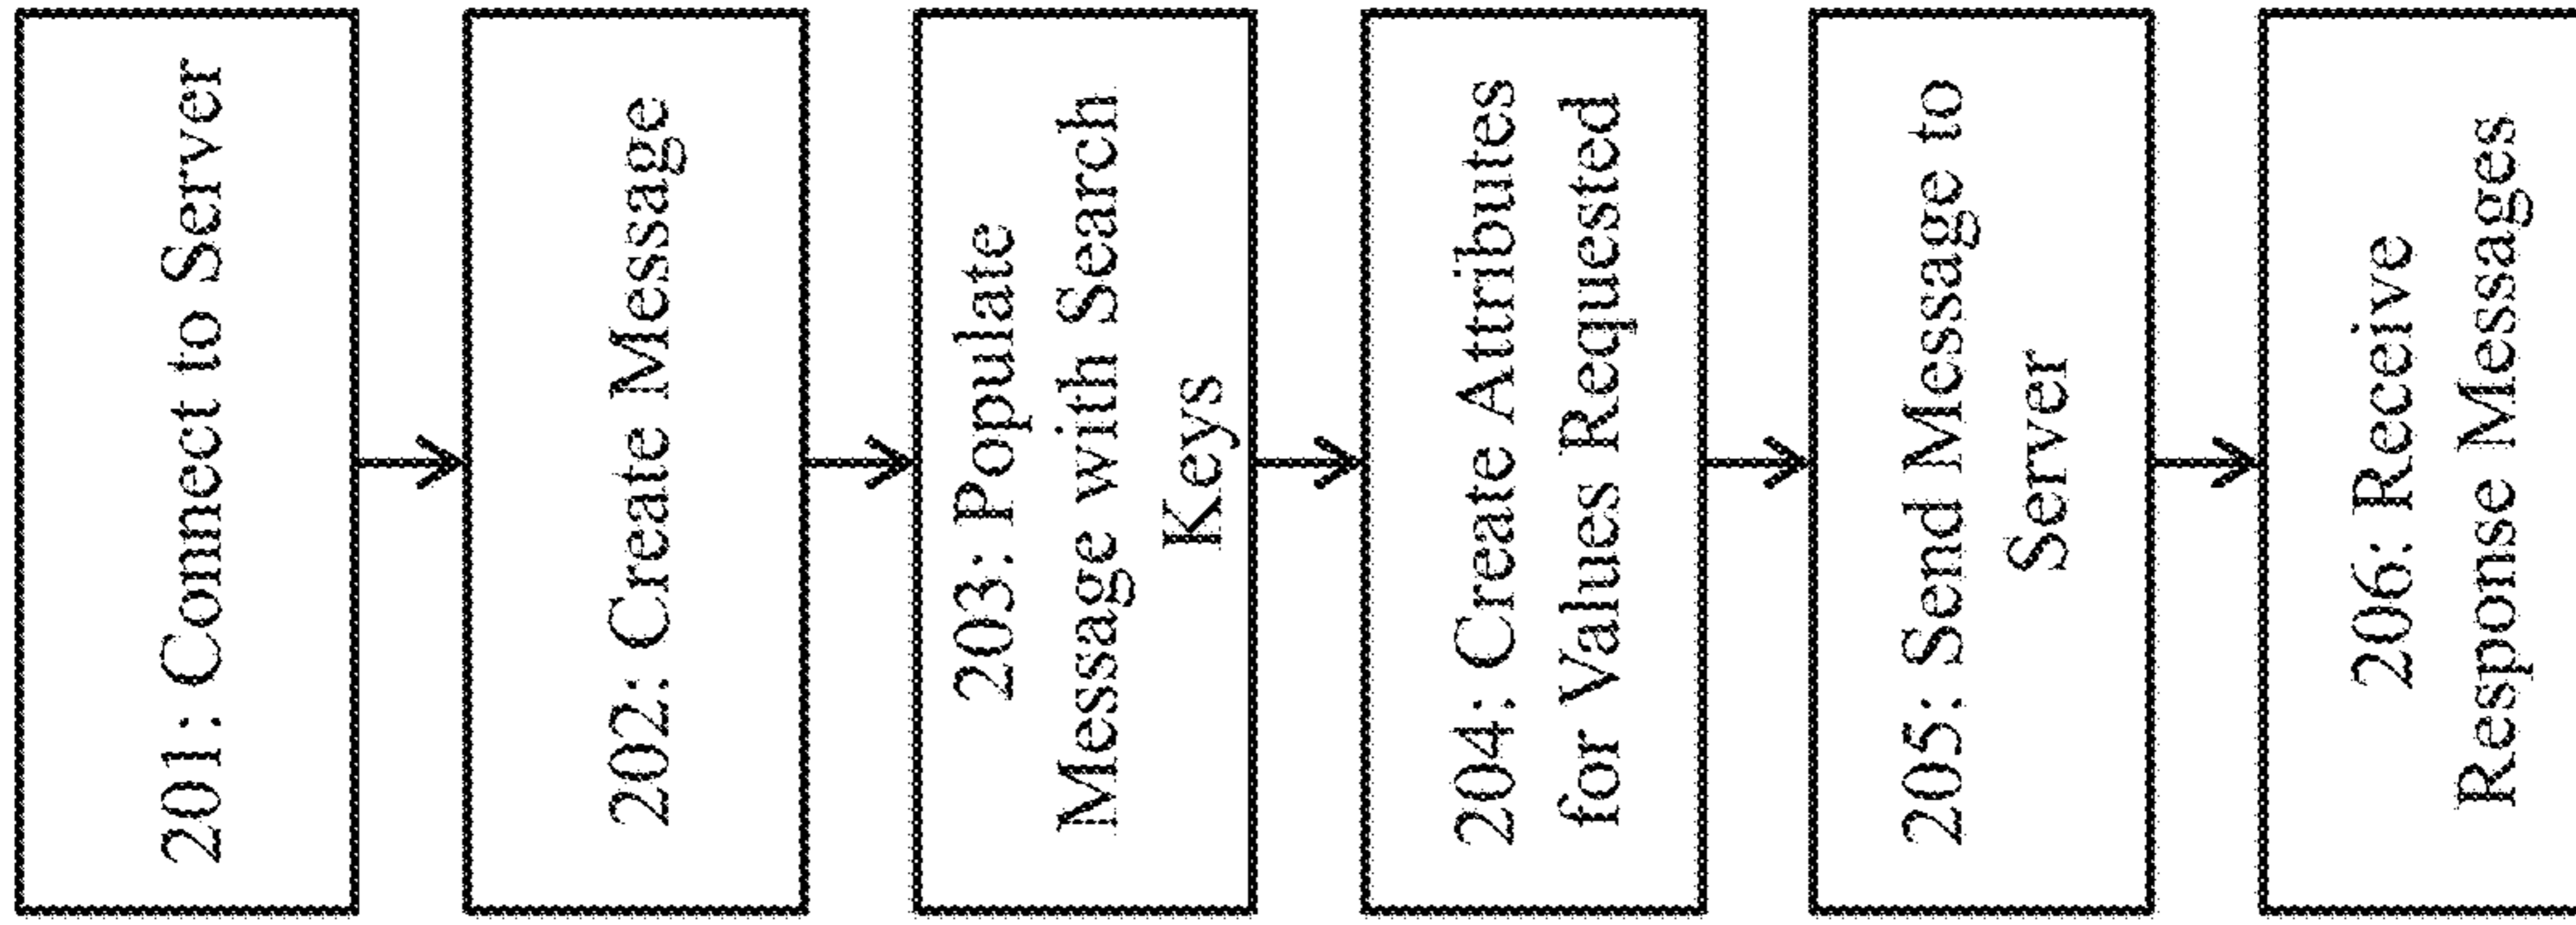 201: Connect to Server
202: Create Message
203: Populate
Message with Search
Keys
204: Create Attributes
for Values Requested
205: Send Message to
Server
206: Receive
Response Messages